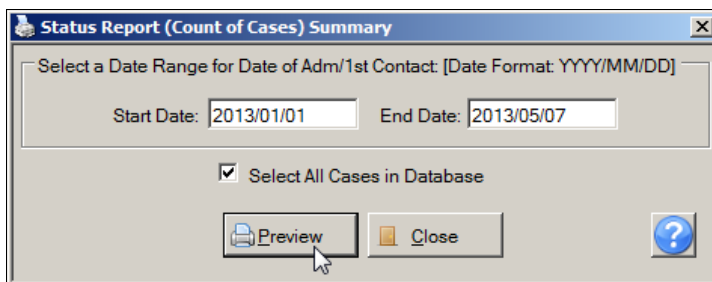 Status Report (Count of Cases) Summary
Select a Date Range for Date of Adm/1st Contact: [Date Format: YYYY/MM/DD]
Start Date: 2013/01/01 End Date: 2013/05/07
Select All Cases in Database
Preview Close ?